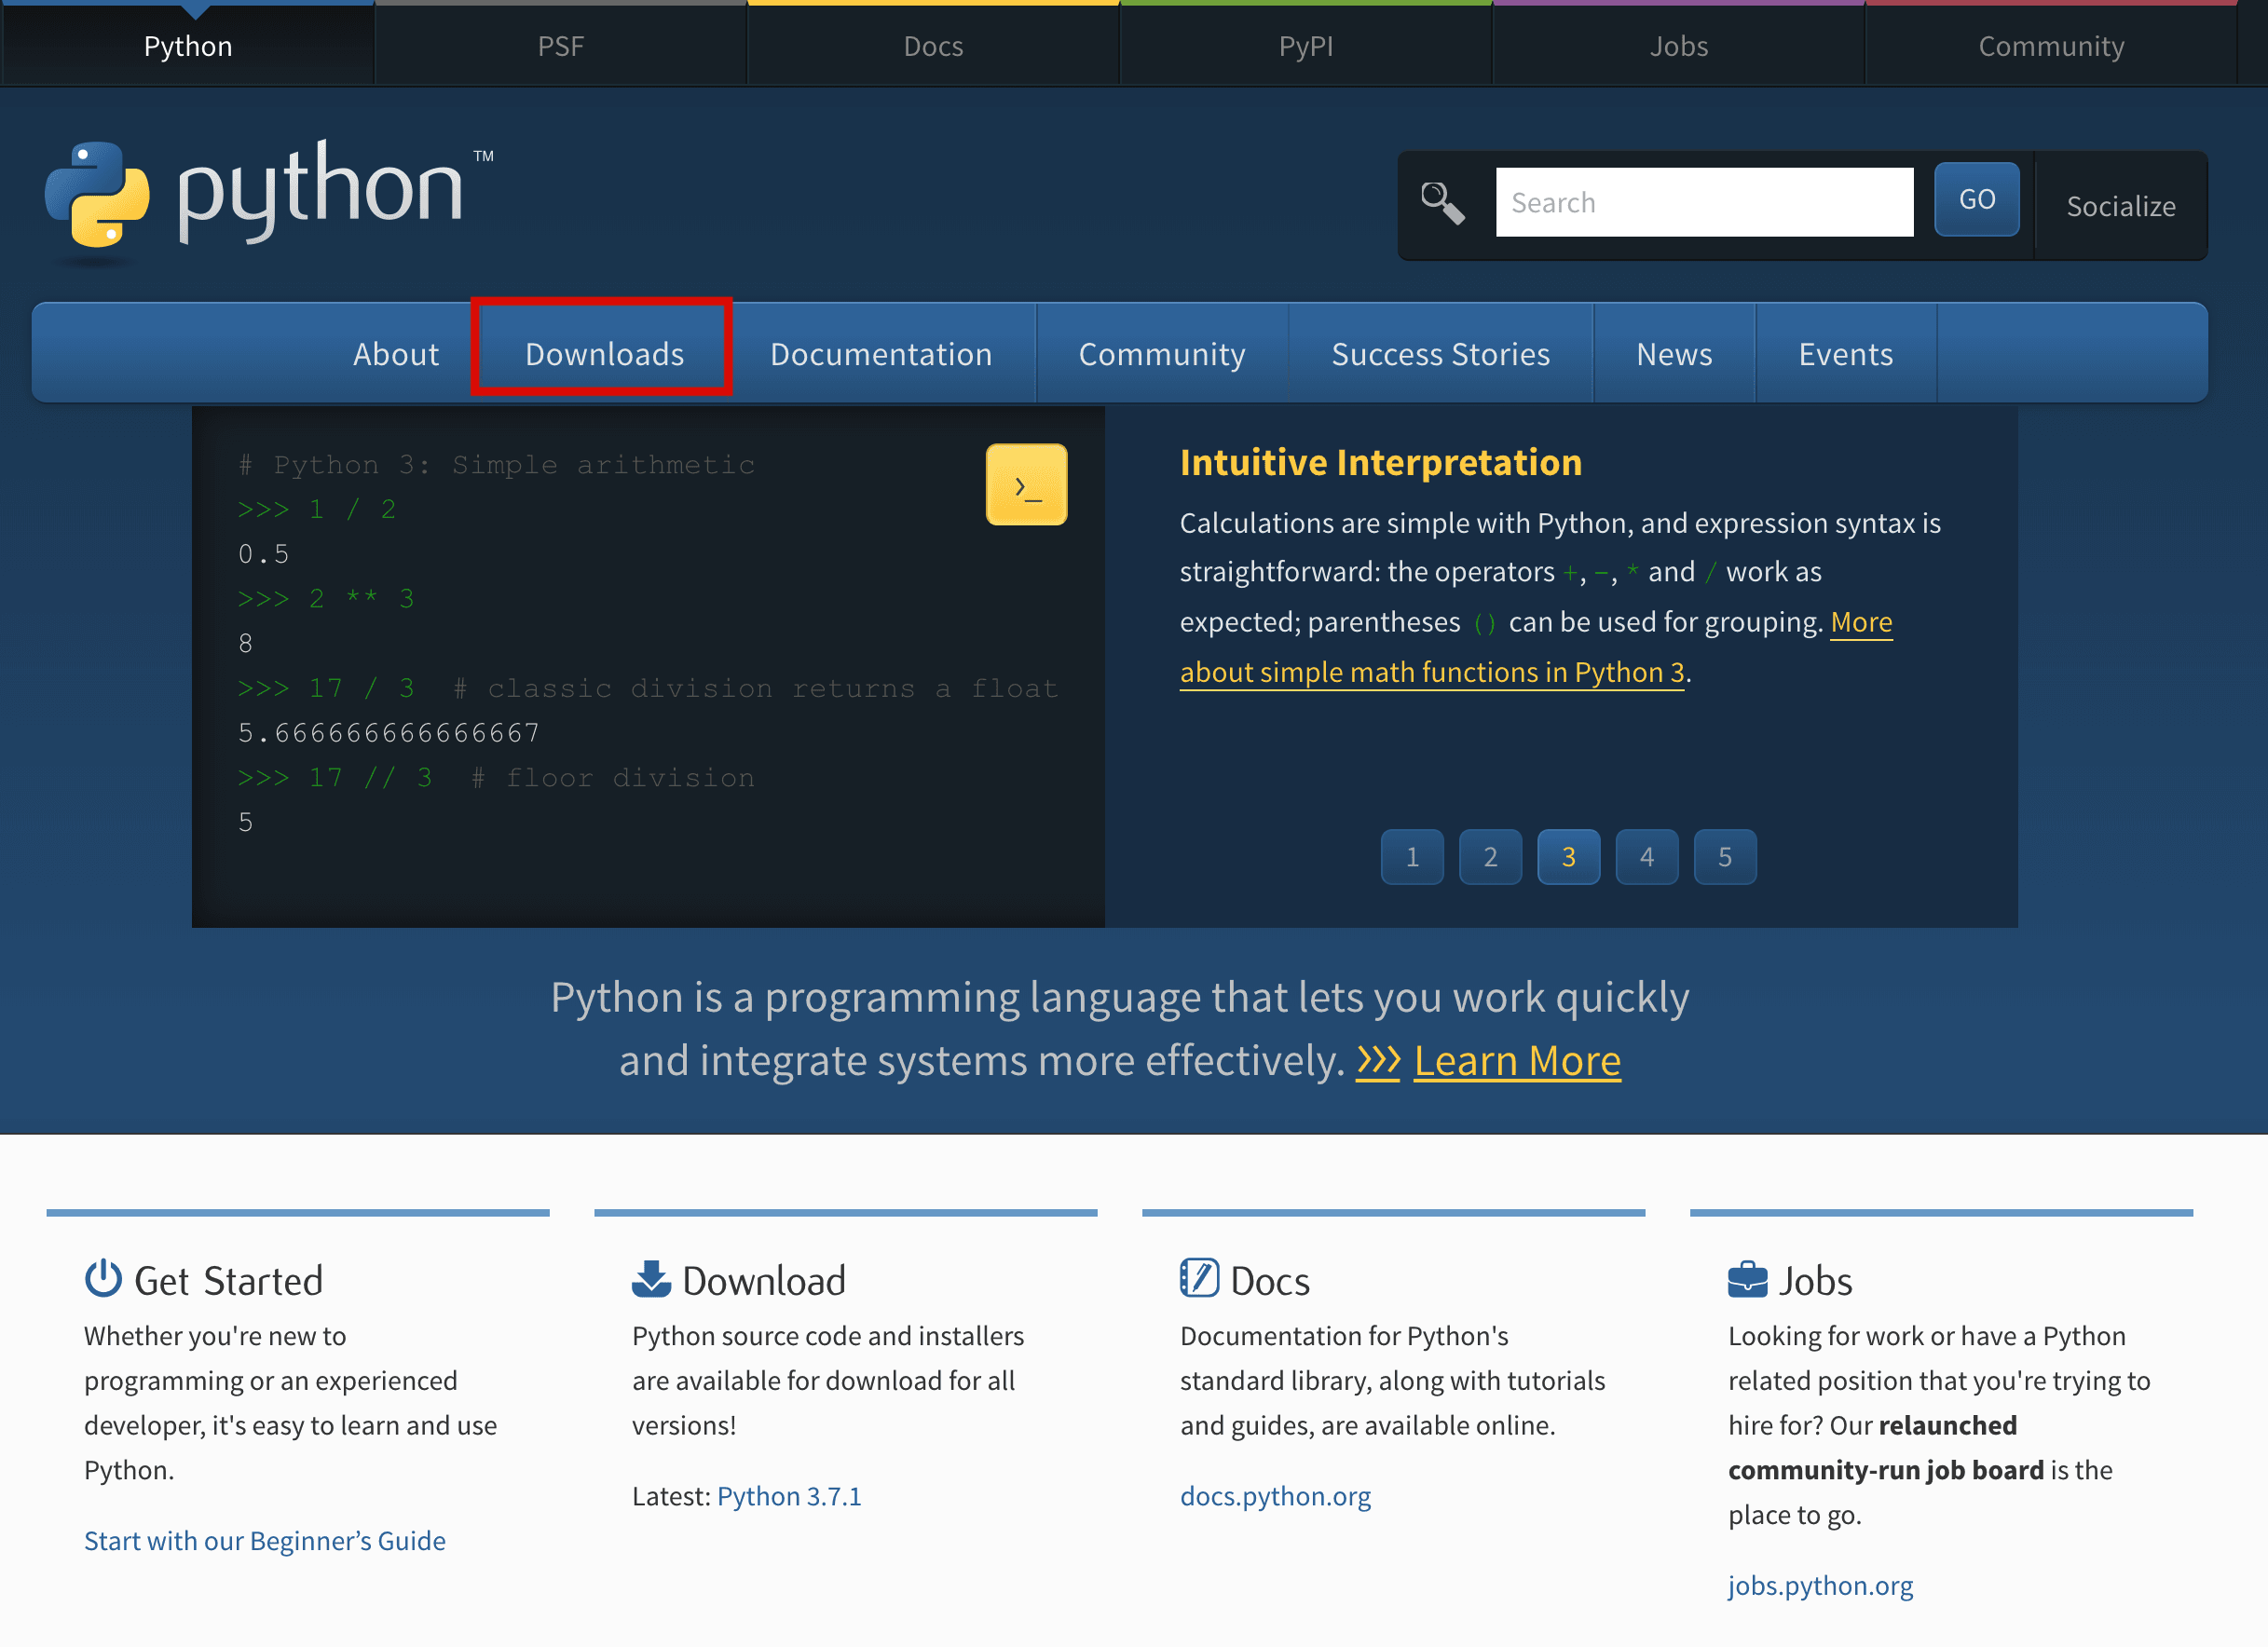 Python PSF Docs PyPI Jobs Community
python™
Search GO Socialize
About Downloads Documentation Community Success Stories News Events
# Python 3: Simple arithmetic
>>> 1 / 2
0.5
>>> 2 ** 3
8
>>> 17 / 3  # classic division returns a float
5.666666666666667
>>> 17 // 3  # floor division
5
>_
Intuitive Interpretation
Calculations are simple with Python, and expression syntax is
straightforward: the operators +, -, * and / work as
expected; parentheses () can be used for grouping. More
about simple math functions in Python 3.
1 2 3 4 5
Python is a programming language that lets you work quickly
and integrate systems more effectively. >>> Learn More
Get Started
Whether you're new to
programming or an experienced
developer, it's easy to learn and use
Python.
Start with our Beginner’s Guide
Download
Python source code and installers
are available for download for all
versions!
Latest: Python 3.7.1
Docs
Documentation for Python's
standard library, along with tutorials
and guides, are available online.
docs.python.org
Jobs
Looking for work or have a Python
related position that you're trying to
hire for? Our relaunched
community-run job board is the
place to go.
jobs.python.org